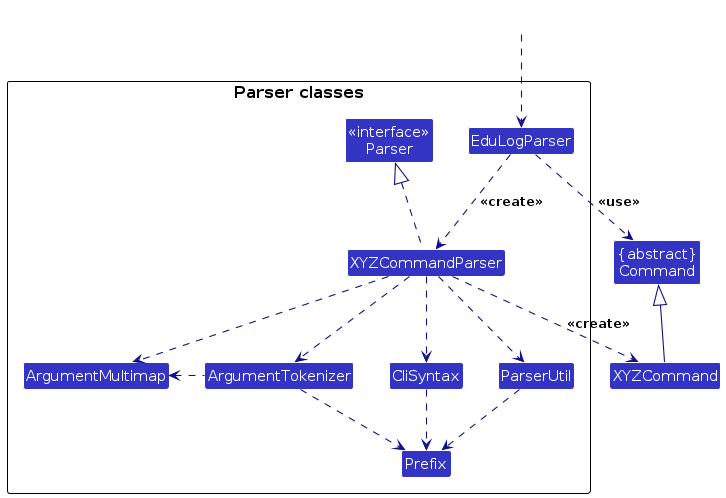 Parser classes
«interface»
Parser
EduLogParser
«create»
«use»
XYZCommandParser
{abstract}
Command
«create»
ArgumentMultimap
ArgumentTokenizer
CliSyntax
ParserUtil
XYZCommand
Prefix